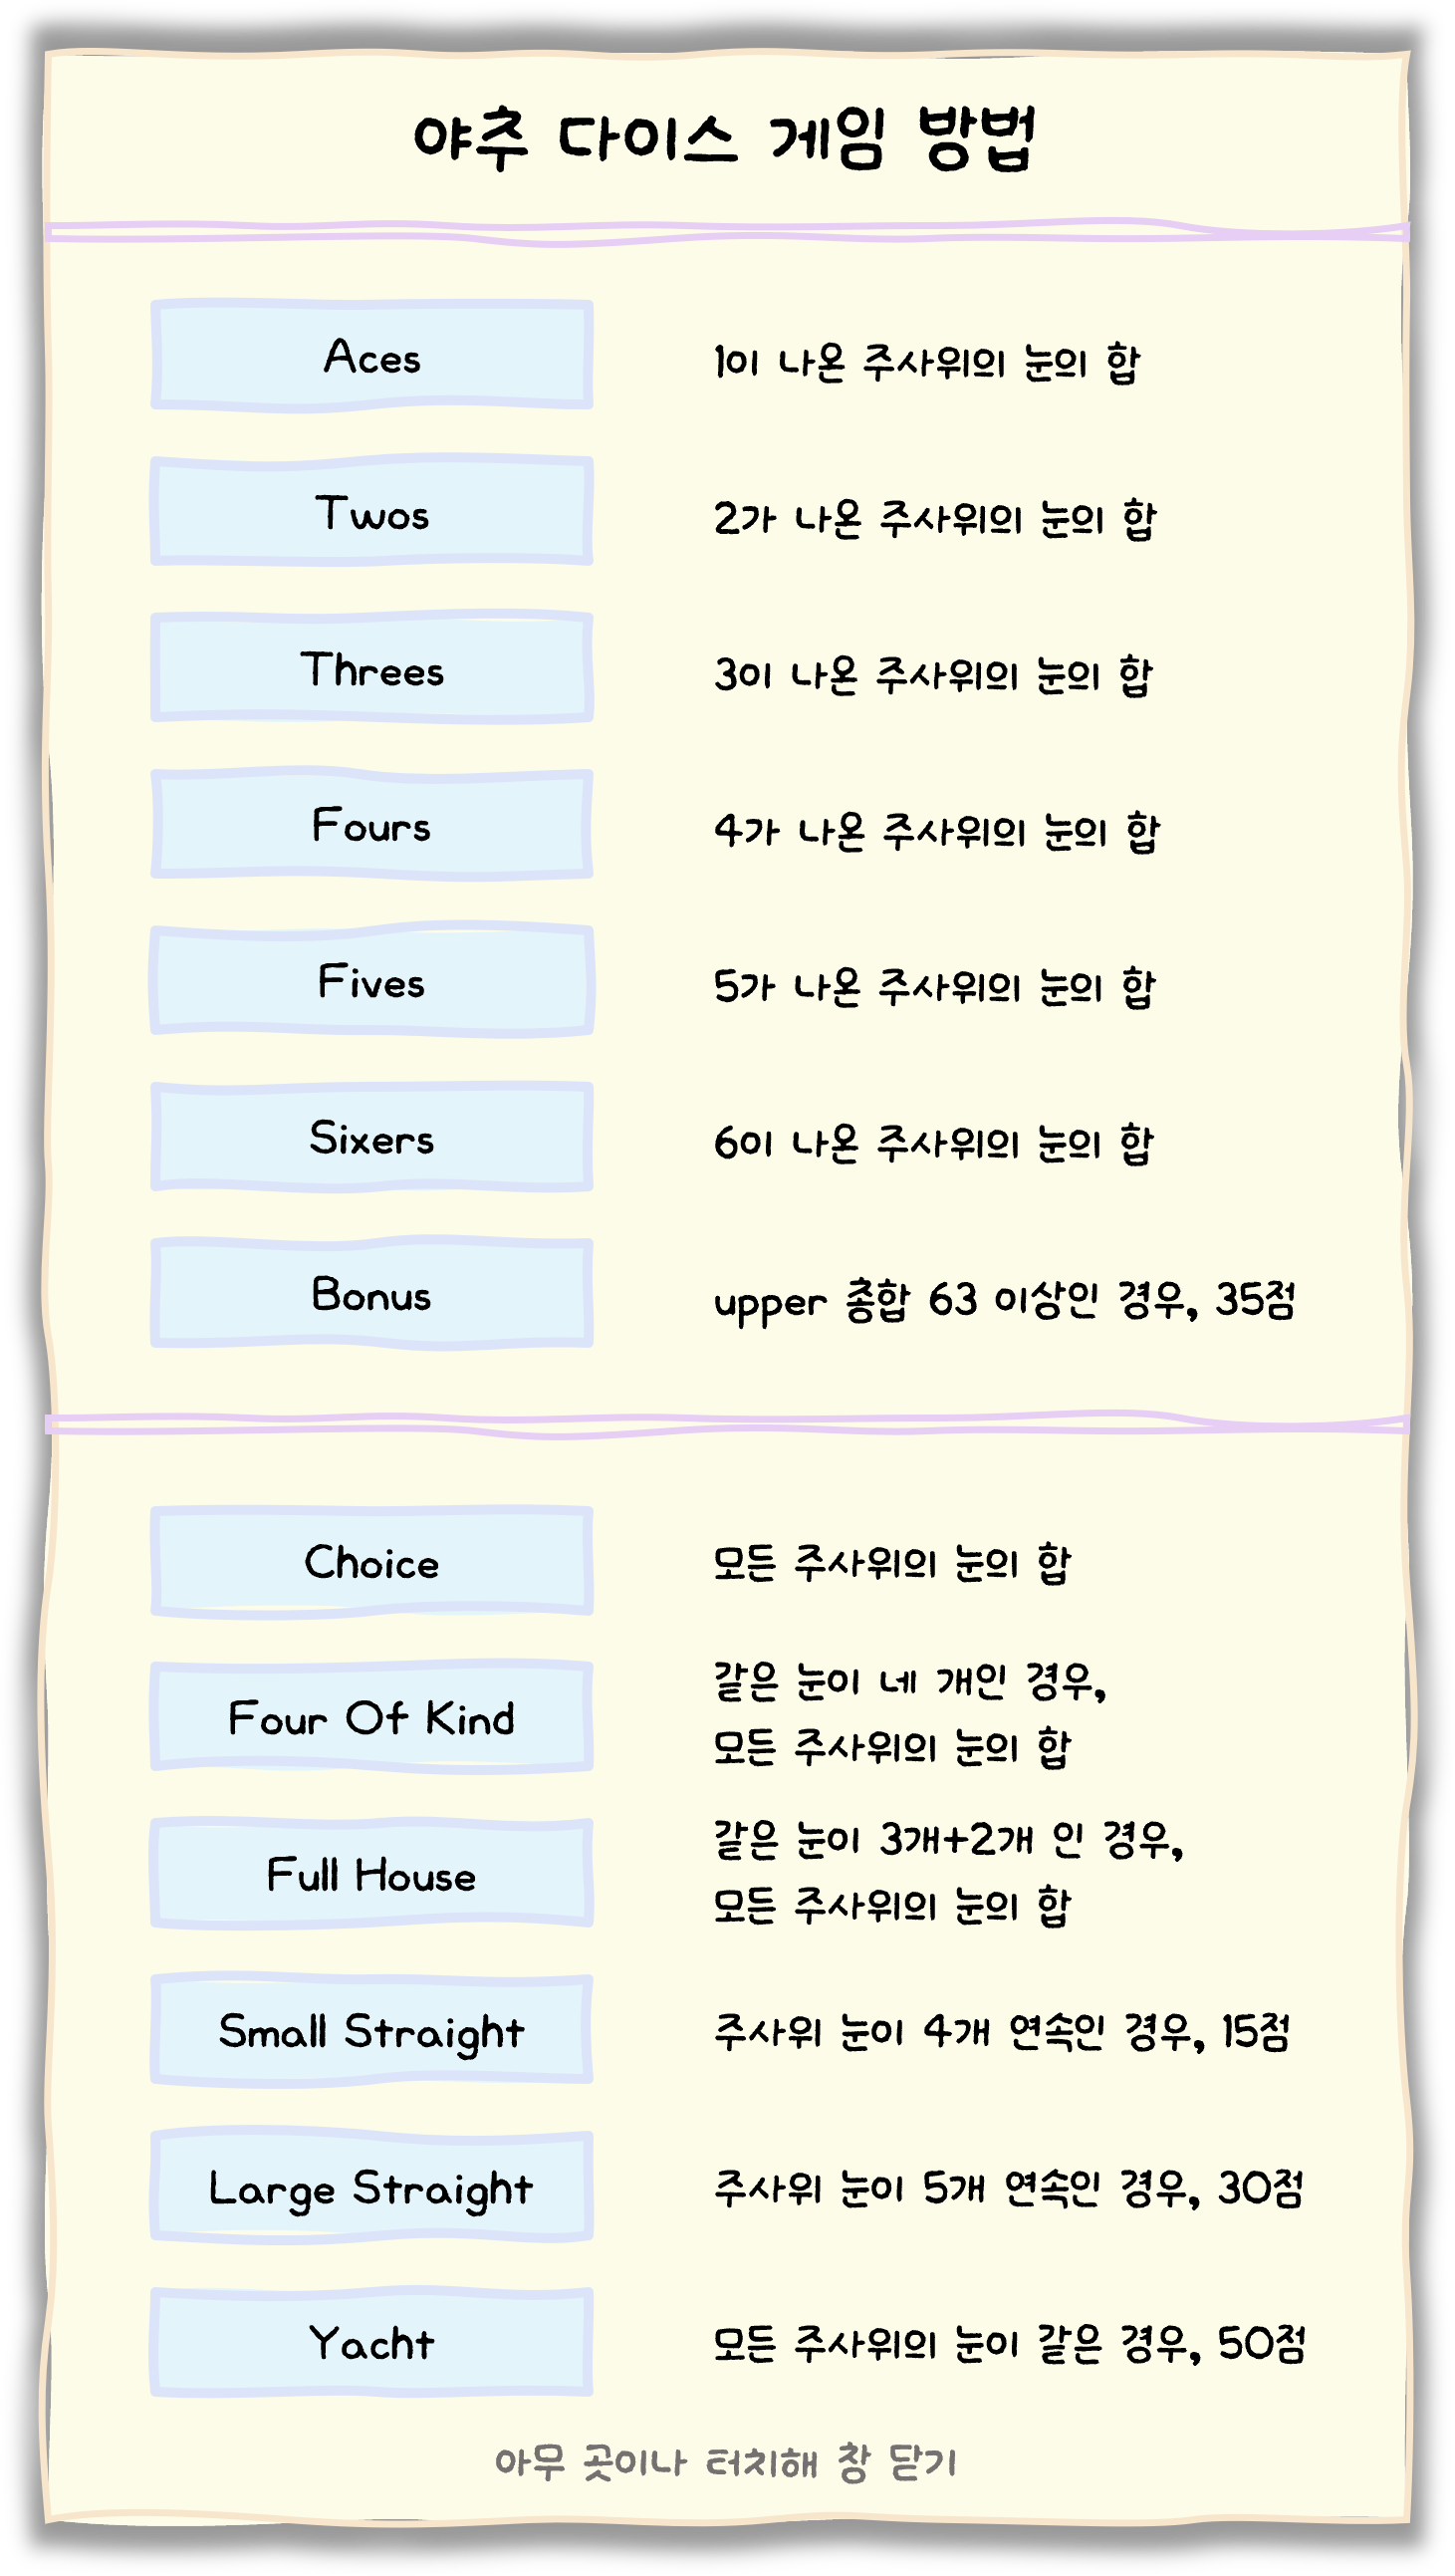 야추 다이스 게임 방법
Aces
1이 나온 주사위의 눈의 합
Twos
2가 나온 주사위의 눈의 합
Threes
3이 나온 주사위의 눈의 합
Fours
4가 나온 주사위의 눈의 합
Fives
5가 나온 주사위의 눈의 합
Sixers
6이 나온 주사위의 눈의 합
Bonus
upper 총합 63 이상인 경우, 35점
Choice
모든 주사위의 눈의 합
Four Of Kind
같은 눈이 네 개인 경우,
모든 주사위의 눈의 합
Full House
같은 눈이 3개+2개 인 경우,
모든 주사위의 눈의 합
Small Straight
주사위 눈이 4개 연속인 경우, 15점
Large Straight
주사위 눈이 5개 연속인 경우, 30점
Yacht
모든 주사위의 눈이 같은 경우, 50점
아무 곳이나 터치해 창 닫기